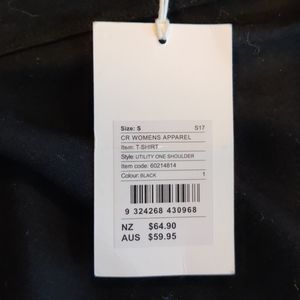 Size: S S17
CR WOMENS APPAREL
Item: T-SHIRT
Style: UTILITY ONE SHOULDER
Item code: 60214814
Colour: BLACK 1
9 324268 430968
NZ $64.90
AUS $59.95